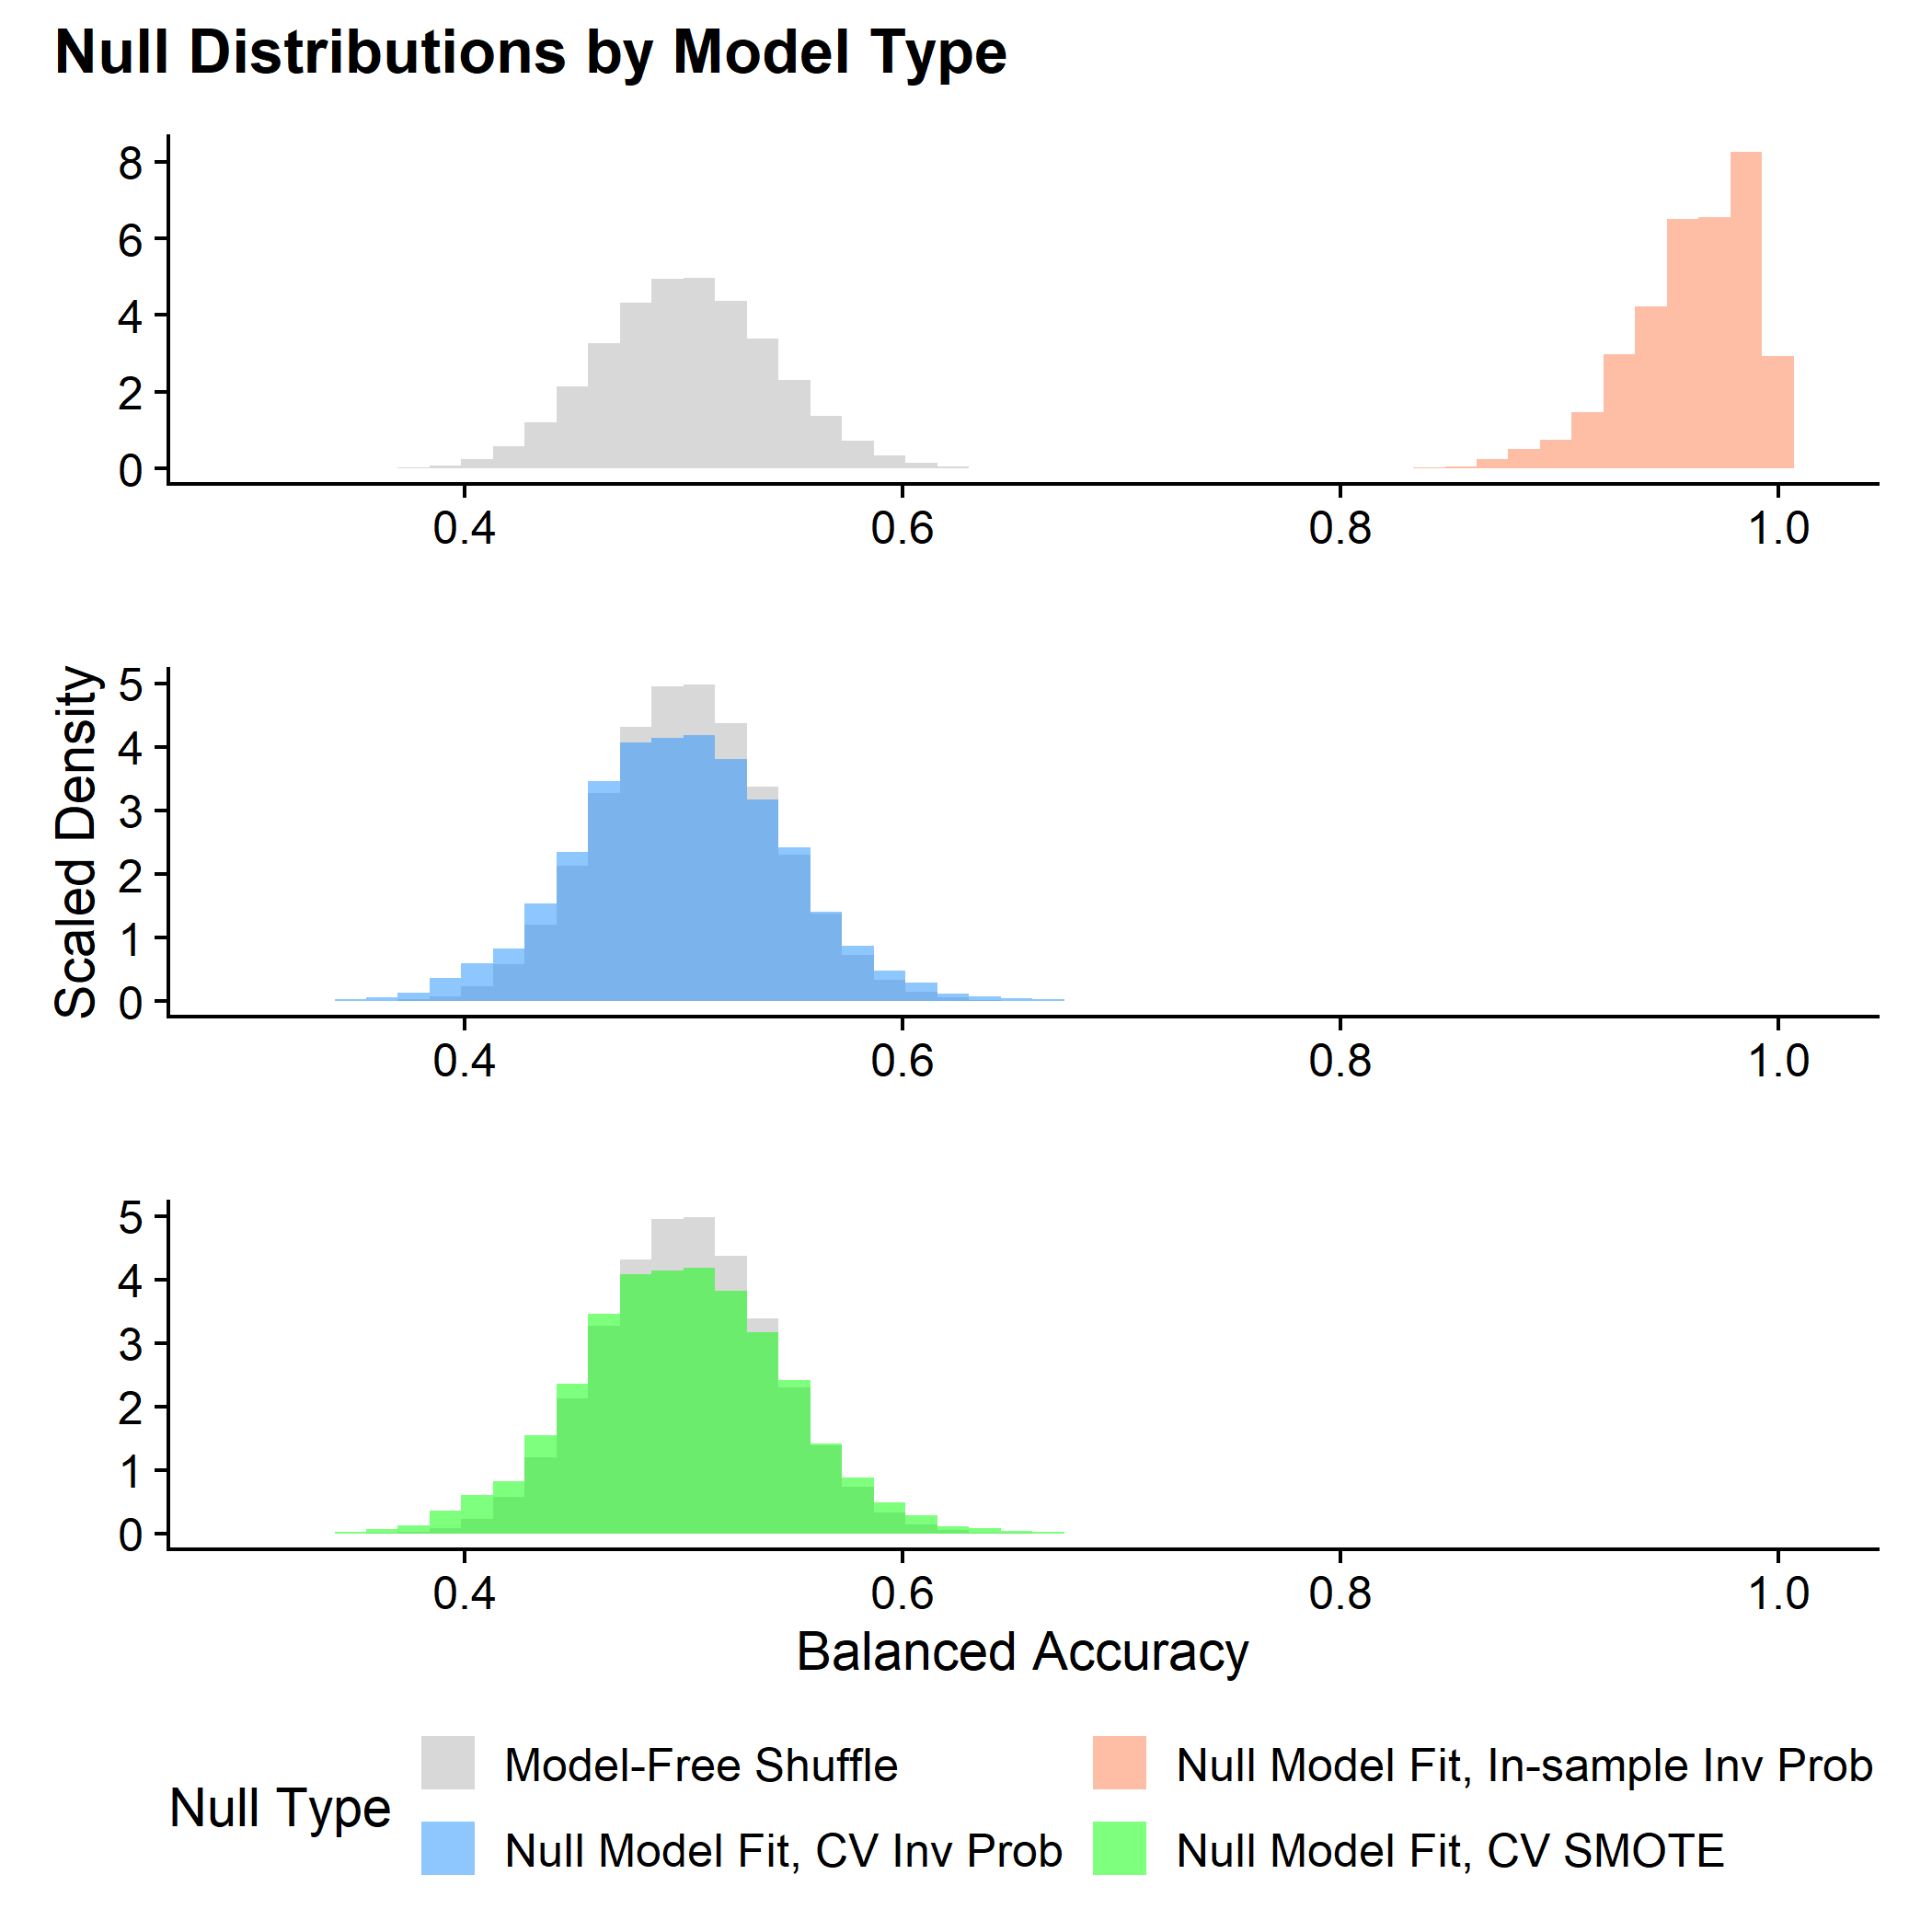 Null Distributions by Model Type
8
6
4
2
0
0.4 0.6 0.8 1.0
Scaled Density
5
4
3
2
1
0
0.4 0.6 0.8 1.0
5
4
3
2
1
0
0.4 0.6 0.8 1.0
Balanced Accuracy
Null Type
Model-Free Shuffle
Null Model Fit, In-sample Inv Prob
Null Model Fit, CV Inv Prob
Null Model Fit, CV SMOTE